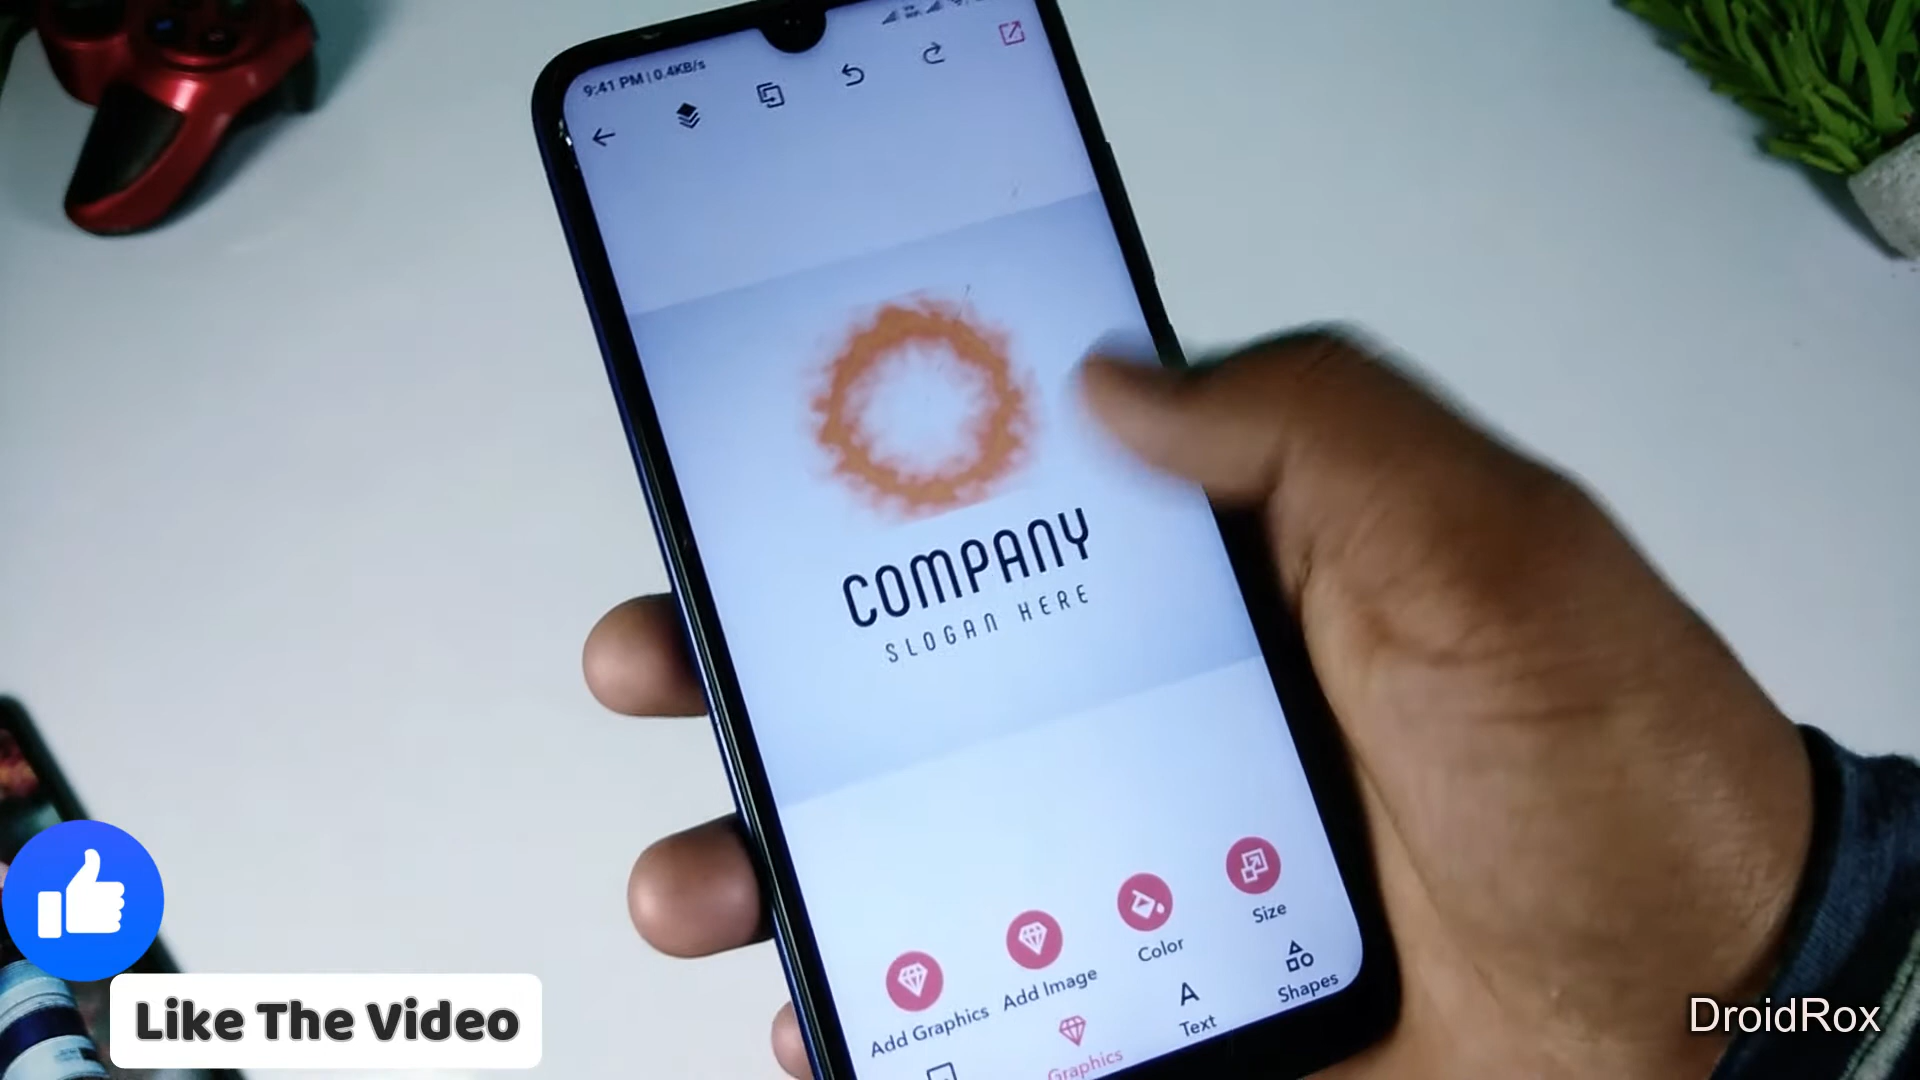 9:41 PM | 0.4KB/s
COMPANY
SLOGAN HERE
Add Graphics
Add Image
Color
Size
Graphics
Text
Shapes
Like The Video
DroidRox